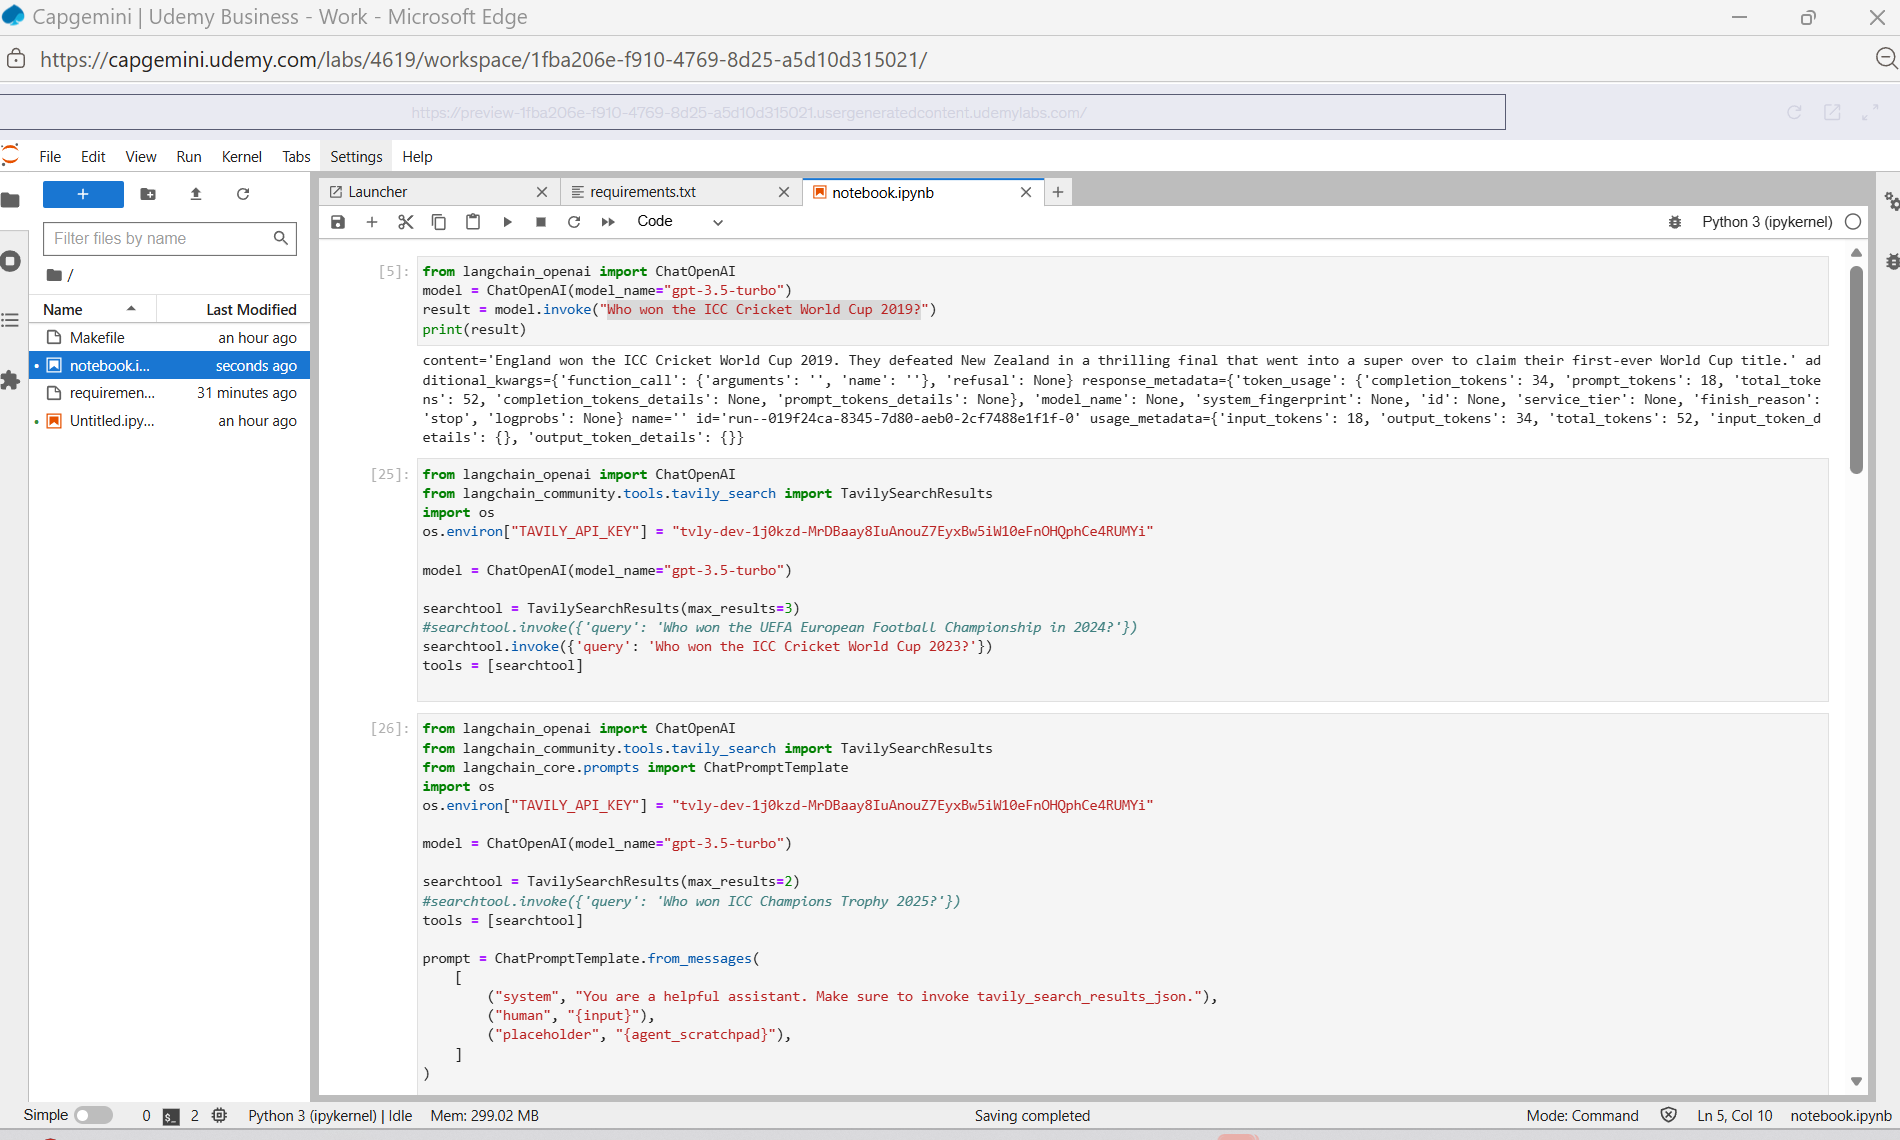 Capgemini | Udemy Business - Work - Microsoft Edge
https://capgemini.udemy.com/labs/4619/workspace/1fba206e-f910-4769-8d25-a5d10d315021/
https://preview-1fba206e-f910-4769-8d25-a5d10d315021.usergeneratedcontent.udemylabs.com/
File Edit View Run Kernel Tabs Settings Help
Launcher requirements.txt notebook.ipynb
Code Python 3 (ipykernel)
Filter files by name
/
Name Last Modified
Makefile an hour ago
notebook.i... seconds ago
requiremen... 31 minutes ago
Untitled.ipy... an hour ago
[5]:
from langchain_openai import ChatOpenAI
model = ChatOpenAI(model_name="gpt-3.5-turbo")
result = model.invoke("Who won the ICC Cricket World Cup 2019?")
print(result)
content='England won the ICC Cricket World Cup 2019. They defeated New Zealand in a thrilling final that went into a super over to claim their first-ever World Cup title.' ad
ditional_kwargs={'function_call': {'arguments': '', 'name': ''}, 'refusal': None} response_metadata={'token_usage': {'completion_tokens': 34, 'prompt_tokens': 18, 'total_toke
ns': 52, 'completion_tokens_details': None, 'prompt_tokens_details': None}, 'model_name': None, 'system_fingerprint': None, 'id': None, 'service_tier': None, 'finish_reason':
'stop', 'logprobs': None} name='' id='run--019f24ca-8345-7d80-aeb0-2cf7488e1f1f-0' usage_metadata={'input_tokens': 18, 'output_tokens': 34, 'total_tokens': 52, 'input_token_d
etails': {}, 'output_token_details': {}}
[25]:
from langchain_openai import ChatOpenAI
from langchain_community.tools.tavily_search import TavilySearchResults
import os
os.environ["TAVILY_API_KEY"] = "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"
model = ChatOpenAI(model_name="gpt-3.5-turbo")
searchtool = TavilySearchResults(max_results=3)
#searchtool.invoke({'query': 'Who won the UEFA European Football Championship in 2024?'})
searchtool.invoke({'query': 'Who won the ICC Cricket World Cup 2023?'})
tools = [searchtool]
[26]:
from langchain_openai import ChatOpenAI
from langchain_community.tools.tavily_search import TavilySearchResults
from langchain_core.prompts import ChatPromptTemplate
import os
os.environ["TAVILY_API_KEY"] = "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"
model = ChatOpenAI(model_name="gpt-3.5-turbo")
searchtool = TavilySearchResults(max_results=2)
#searchtool.invoke({'query': 'Who won ICC Champions Trophy 2025?'})
tools = [searchtool]
prompt = ChatPromptTemplate.from_messages(
[
("system", "You are a helpful assistant. Make sure to invoke tavily_search_results_json."),
("human", "{input}"),
("placeholder", "{agent_scratchpad}"),
]
)
Simple 0 2 Python 3 (ipykernel) | Idle Mem: 299.02 MB Saving completed Mode: Command Ln 5, Col 10 notebook.ipynb